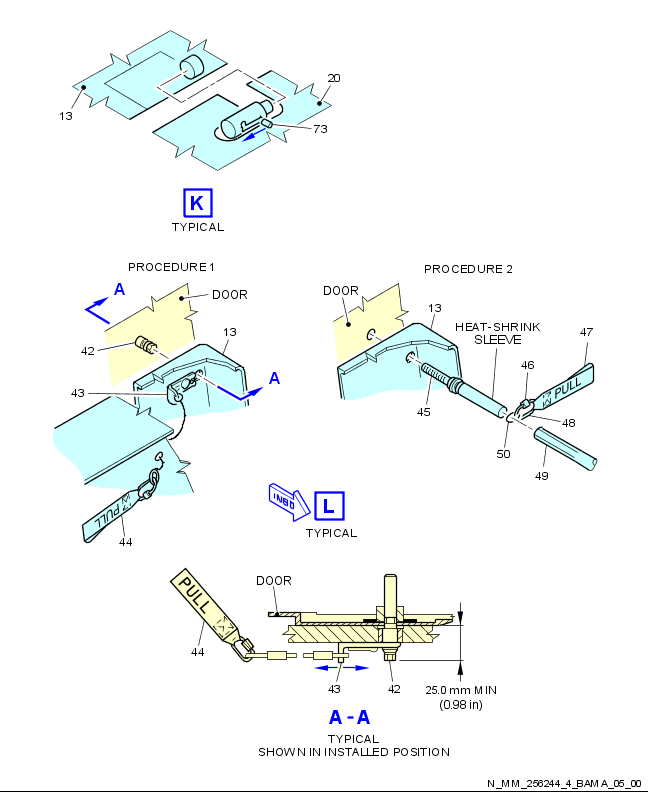 20
13
73
K
TYPICAL
PROCEDURE 1
PROCEDURE 2
A
DOOR
DOOR
13
HEAT-SHRINK
SLEEVE
47
42
13
46
A
PULL
43
45
48
50
49
PULL
INBD
L
44
TYPICAL
DOOR
PULL
44
43
42
25.0 mm MIN
(0.98 in)
A - A
TYPICAL
SHOWN IN INSTALLED POSITION
N_MM_256244_4_BAMA_05_00